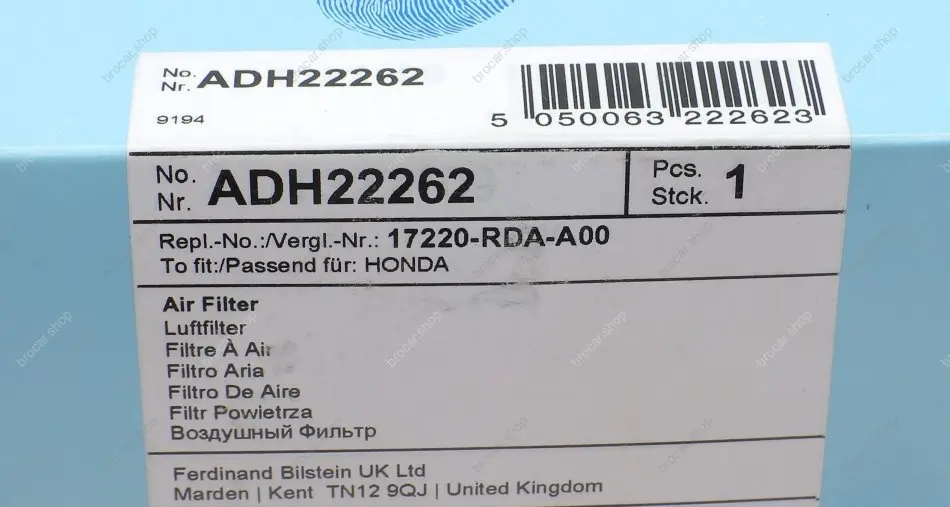 No. ADH22262
Nr.
9194
5 050063 222623
No. ADH22262
Nr.
Pcs. 1
Stck.
Repl.-No.:/Vergl.-Nr.: 17220-RDA-A00
To fit:/Passend für: HONDA
Air Filter
Luftfilter
Filtre À Air
Filtro Aria
Filtro De Aire
Filtr Powietrza
Воздушный Фильтр
Ferdinand Bilstein UK Ltd
Marden | Kent TN12 9QJ | United Kingdom
brocar.shop